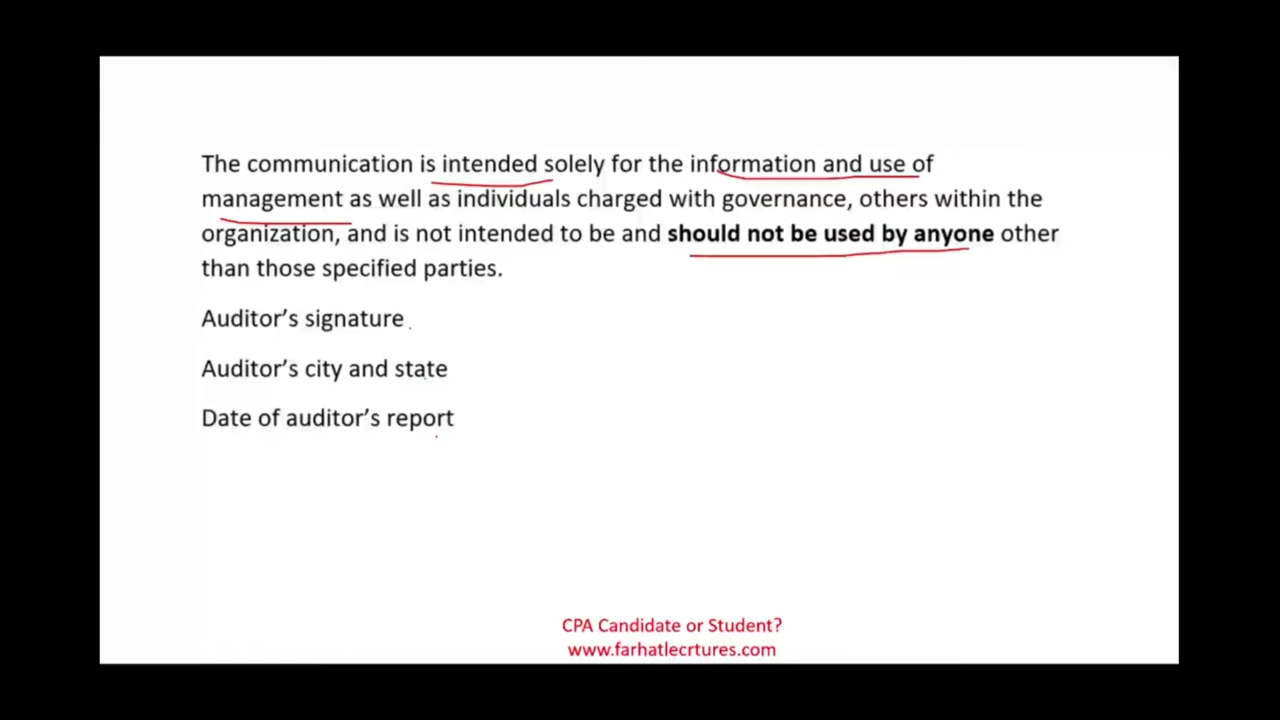 The communication is intended solely for the information and use of
management as well as individuals charged with governance, others within the
organization, and is not intended to be and should not be used by anyone other
than those specified parties.
Auditor’s signature
Auditor’s city and state
Date of auditor’s report
CPA Candidate or Student?
www.farhatlecrtures.com